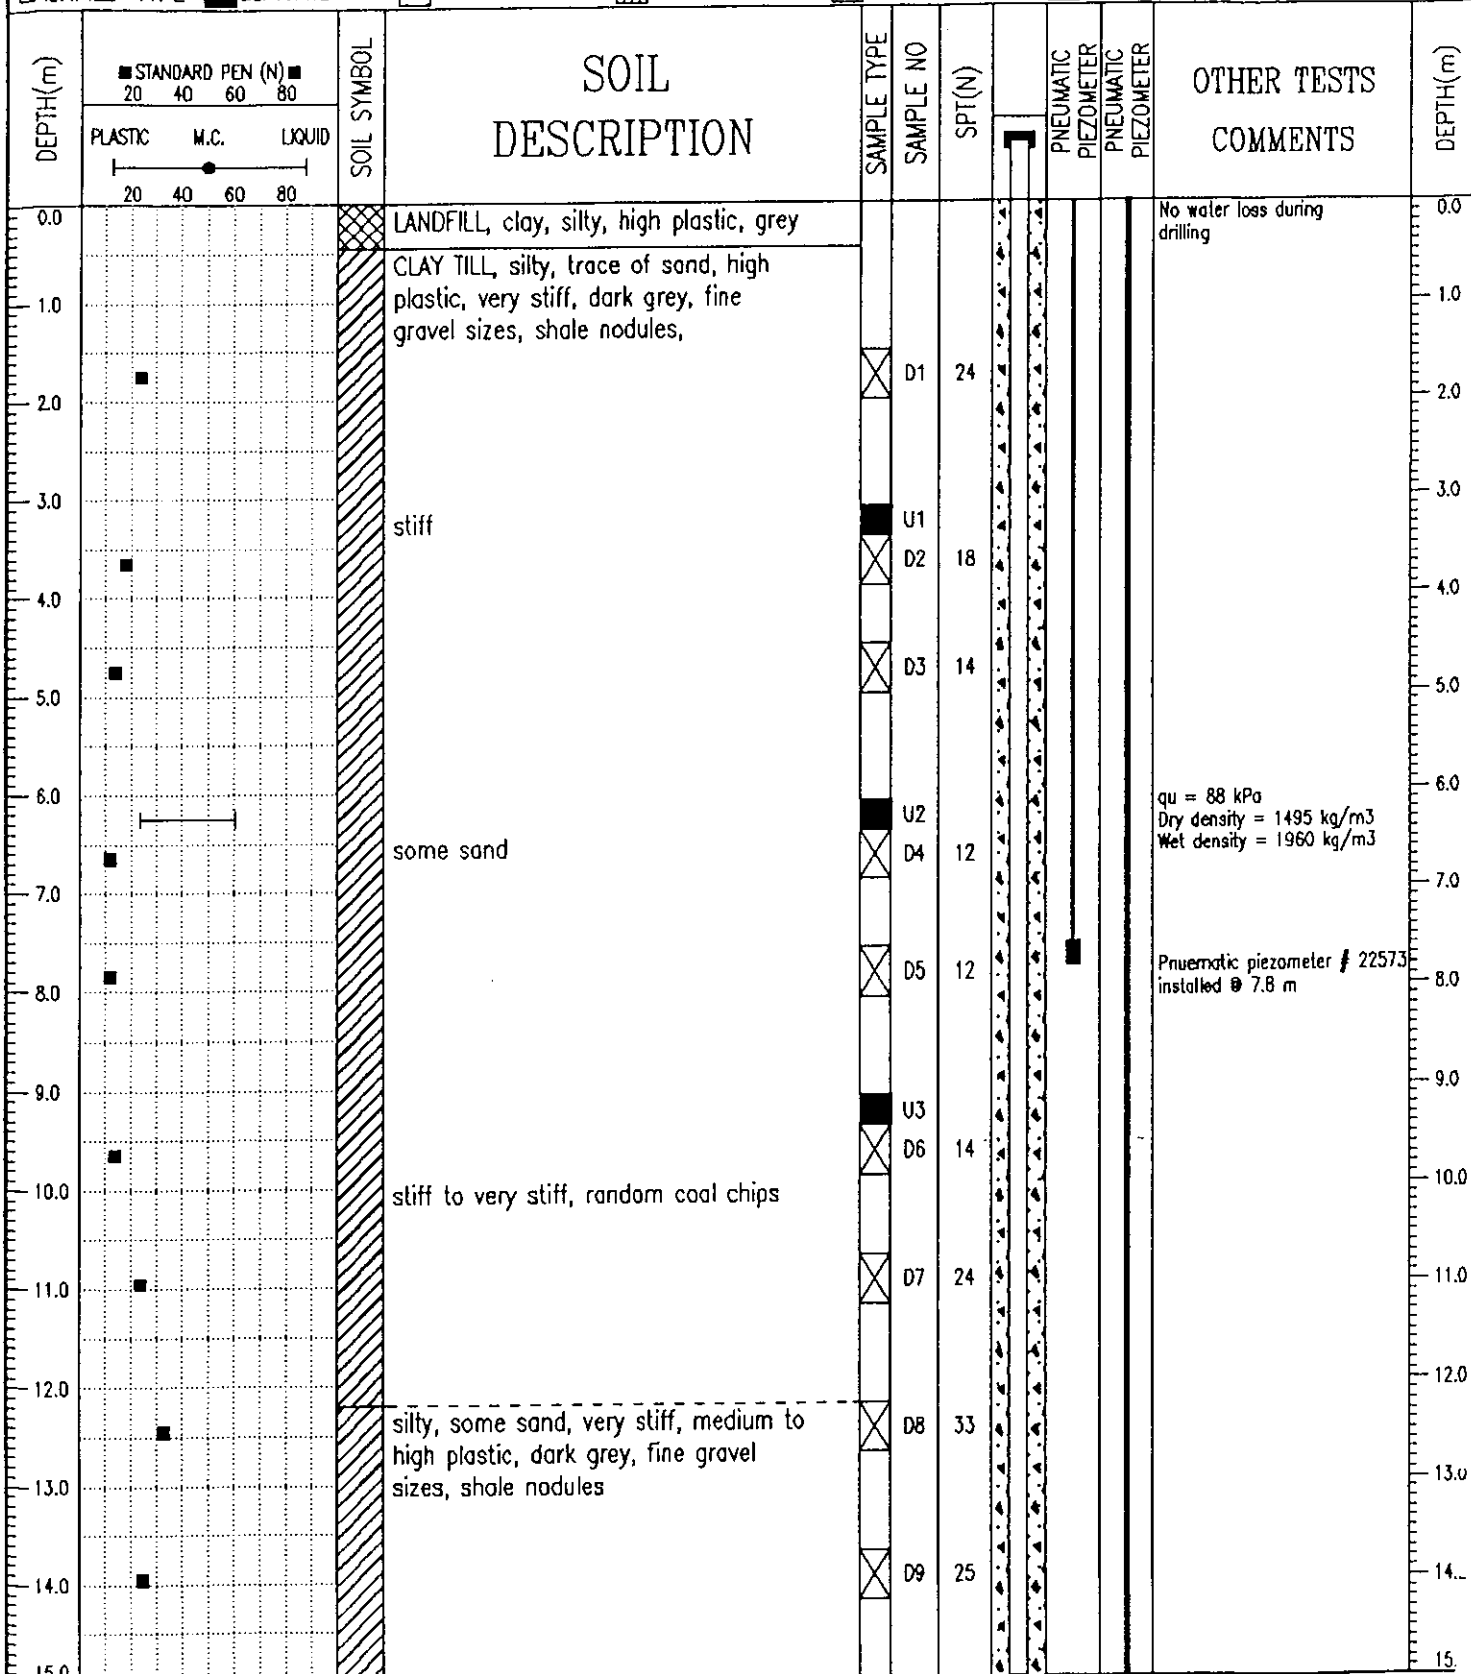 DEPTH(m)
■ STANDARD PEN (N) ■
20 40 60 80
PLASTIC M.C. LIQUID
20 40 60 80
SOIL SYMBOL
SOIL
DESCRIPTION
SAMPLE TYPE
SAMPLE NO
SPT(N)
PNEUMATIC
PIEZOMETER
PNEUMATIC
PIEZOMETER
OTHER TESTS
COMMENTS
DEPTH(m)
0.0
LANDFILL, clay, silty, high plastic, grey
No water loss during
drilling
0.0
CLAY TILL, silty, trace of sand, high
plastic, very stiff, dark grey, fine
gravel sizes, shale nodules,
1.0
1.0
D1 24
2.0
2.0
3.0
3.0
stiff
U1
D2 18
4.0
4.0
D3 14
5.0
5.0
6.0
6.0
U2
qu = 88 kPa
Dry density = 1495 kg/m3
Wet density = 1960 kg/m3
some sand
D4 12
7.0
7.0
D5 12
Pnuematic piezometer # 22573
installed @ 7.8 m
8.0
8.0
9.0
9.0
U3
D6 14
10.0
10.0
stiff to very stiff, random coal chips
D7 24
11.0
11.0
12.0
12.0
silty, some sand, very stiff, medium to
high plastic, dark grey, fine gravel
sizes, shale nodules
D8 33
13.0
13.0
D9 25
14.0
14.
15.0
15.